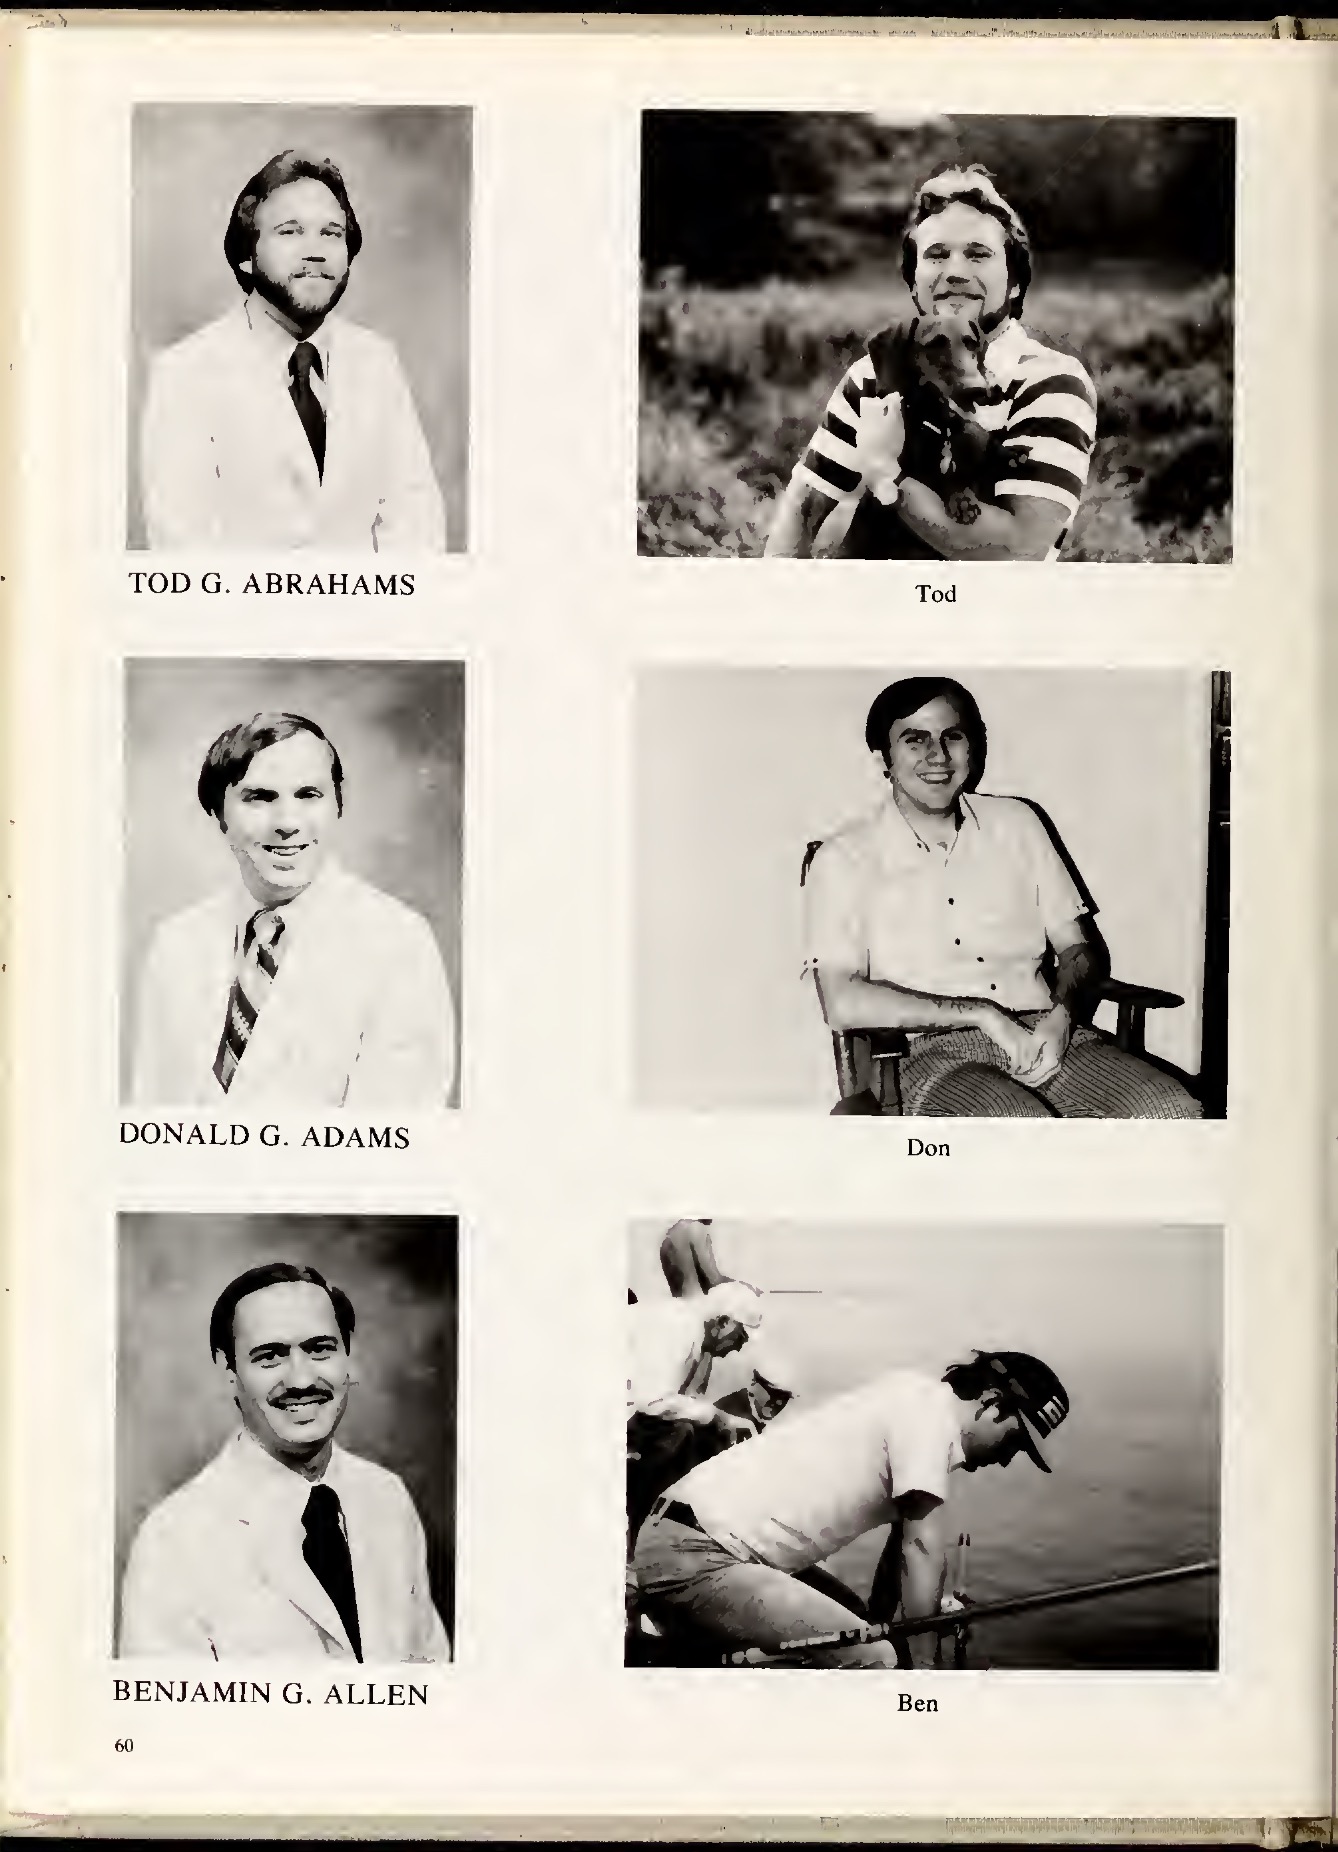 TOD G. ABRAHAMS
Tod
DONALD G. ADAMS
Don
BENJAMIN G. ALLEN
Ben
60